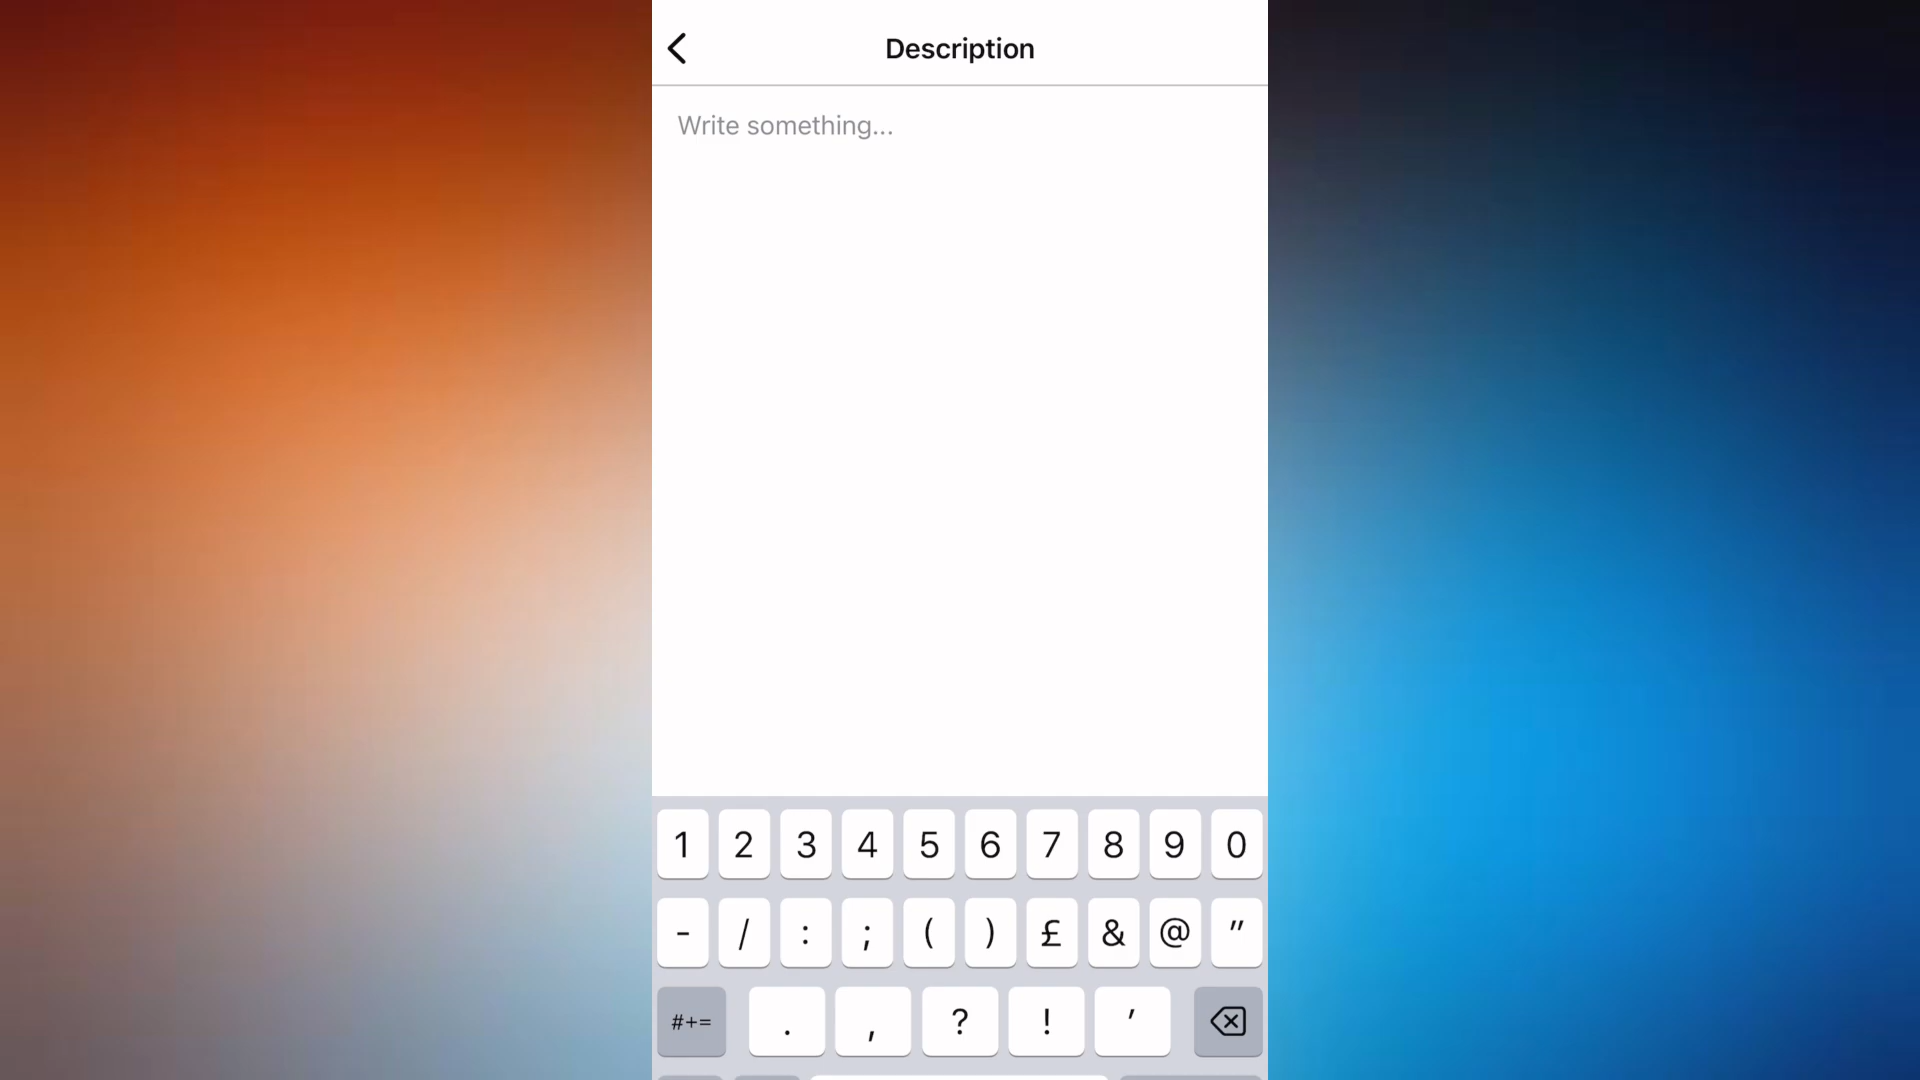 Description
Write something...
1 2 3 4 5 6 7 8 9 0
- / : ; ( ) £ & @ "
#+= . , ? ! '